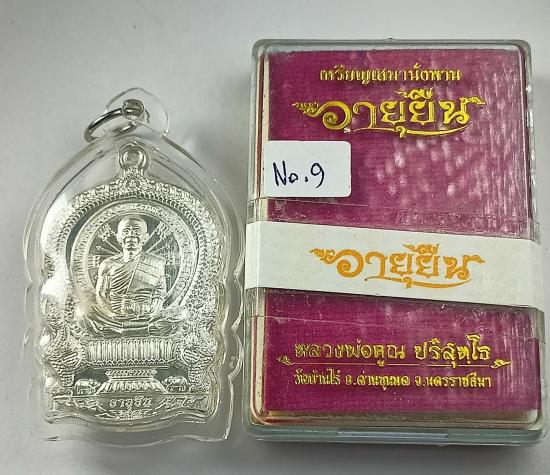 เหรียญเสมานั่งพาน
อายุยืน
No.9
อายุยืน
หลวงพ่อคูณ ปริสุทฺโธ
วัดบ้านไร่ อ.ด่านขุนทด จ.นครราชสีมา
อายุยืน